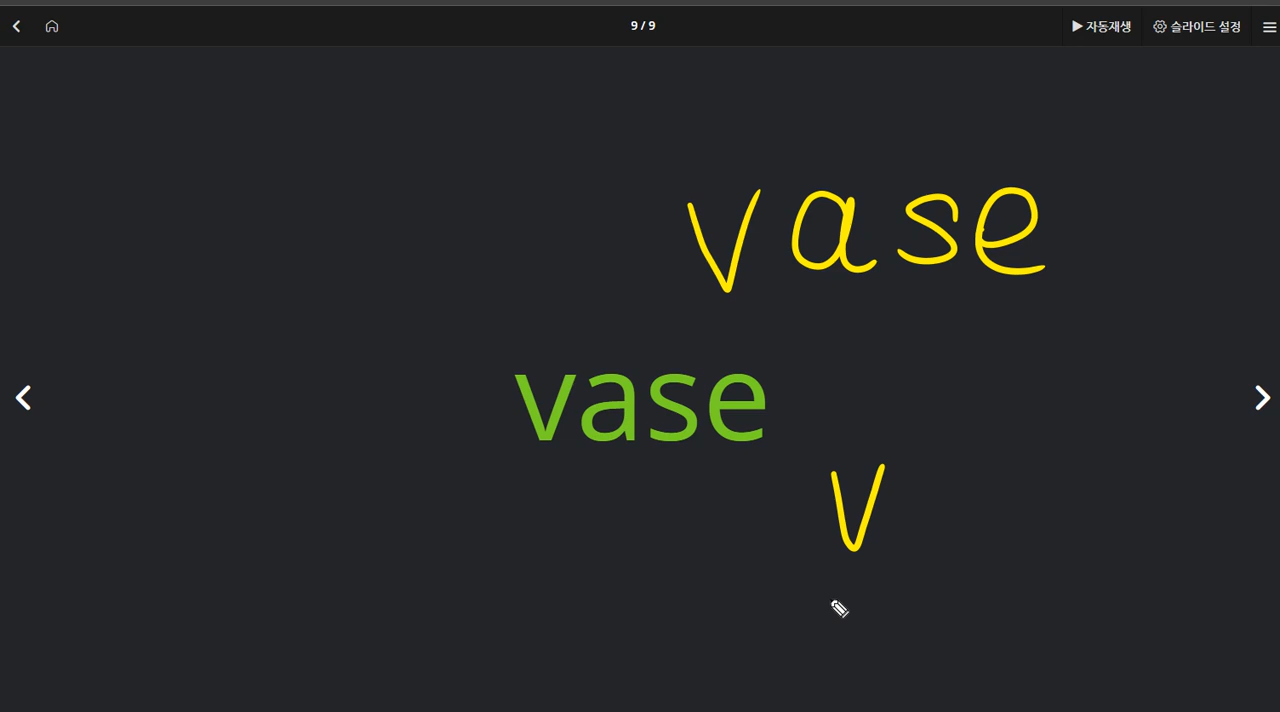 9 / 9
자동재생
슬라이드 설정
vase
vase
v